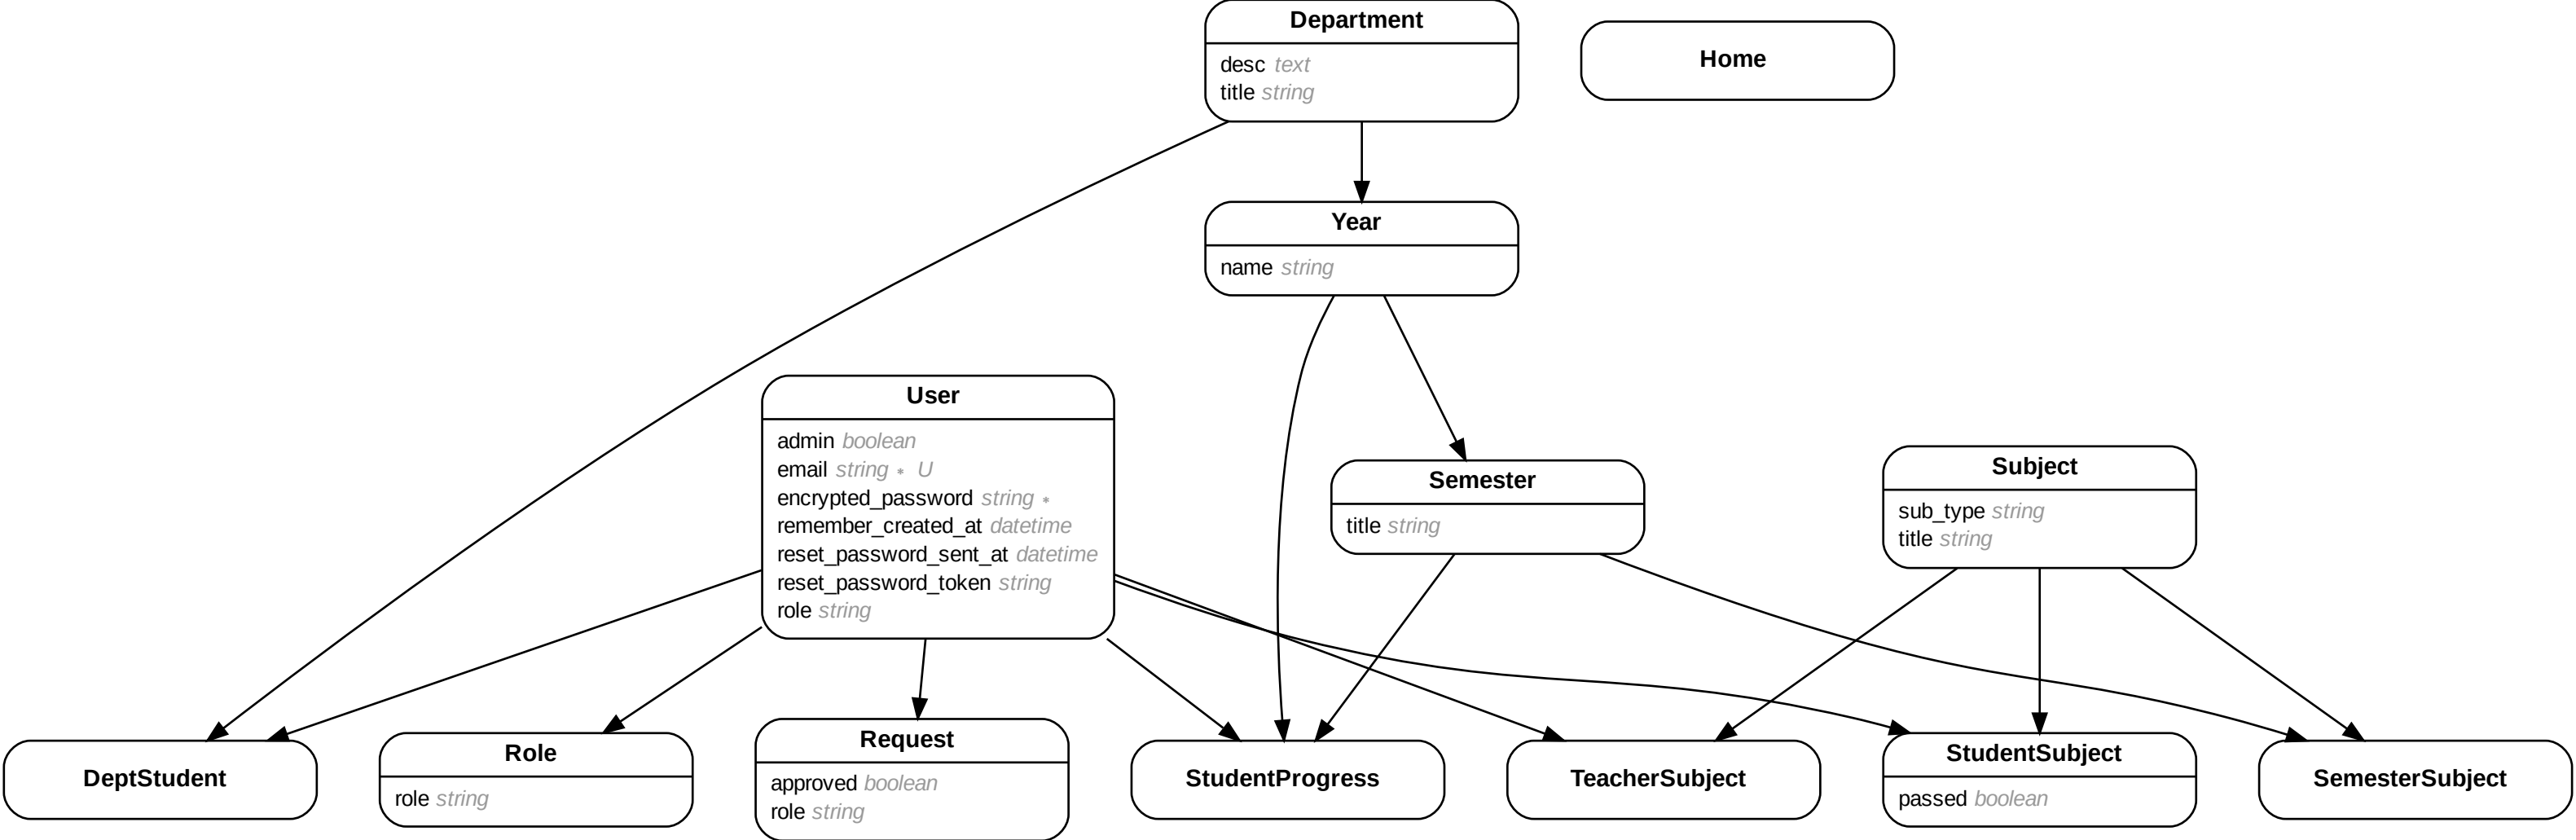 Department
desc text
title string
Home
Year
name string
User
admin boolean
email string * U
encrypted_password string *
remember_created_at datetime
reset_password_sent_at datetime
reset_password_token string
role string
Semester
title string
Subject
sub_type string
title string
DeptStudent
Role
role string
Request
approved boolean
role string
StudentProgress
TeacherSubject
StudentSubject
passed boolean
SemesterSubject